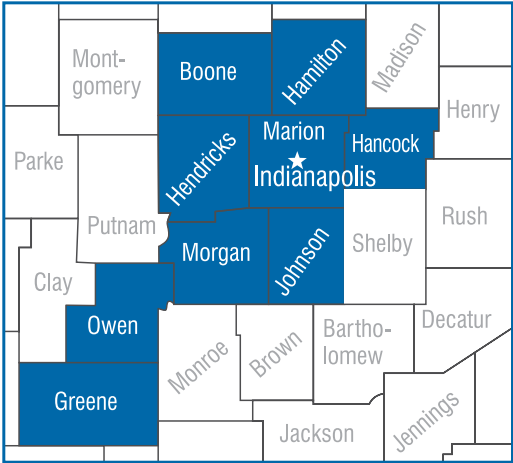 Mont-
gomery
Boone
Hamilton
Madison
Henry
Parke
Putnam
Hendricks
Marion
Indianapolis
Hancock
Rush
Clay
Morgan
Johnson
Shelby
Owen
Monroe
Brown
Bartho-
lomew
Decatur
Greene
Jackson
Jennings